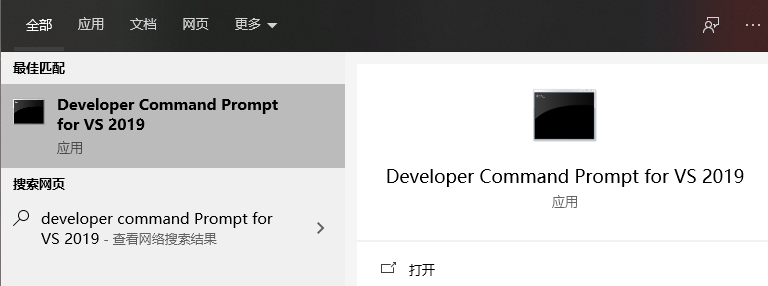 全部 应用 文档 网页 更多
最佳匹配
Developer Command Prompt
for VS 2019
应用
搜索网页
developer command Prompt for
VS 2019 - 查看网络搜索结果
Developer Command Prompt for VS 2019
应用
打开